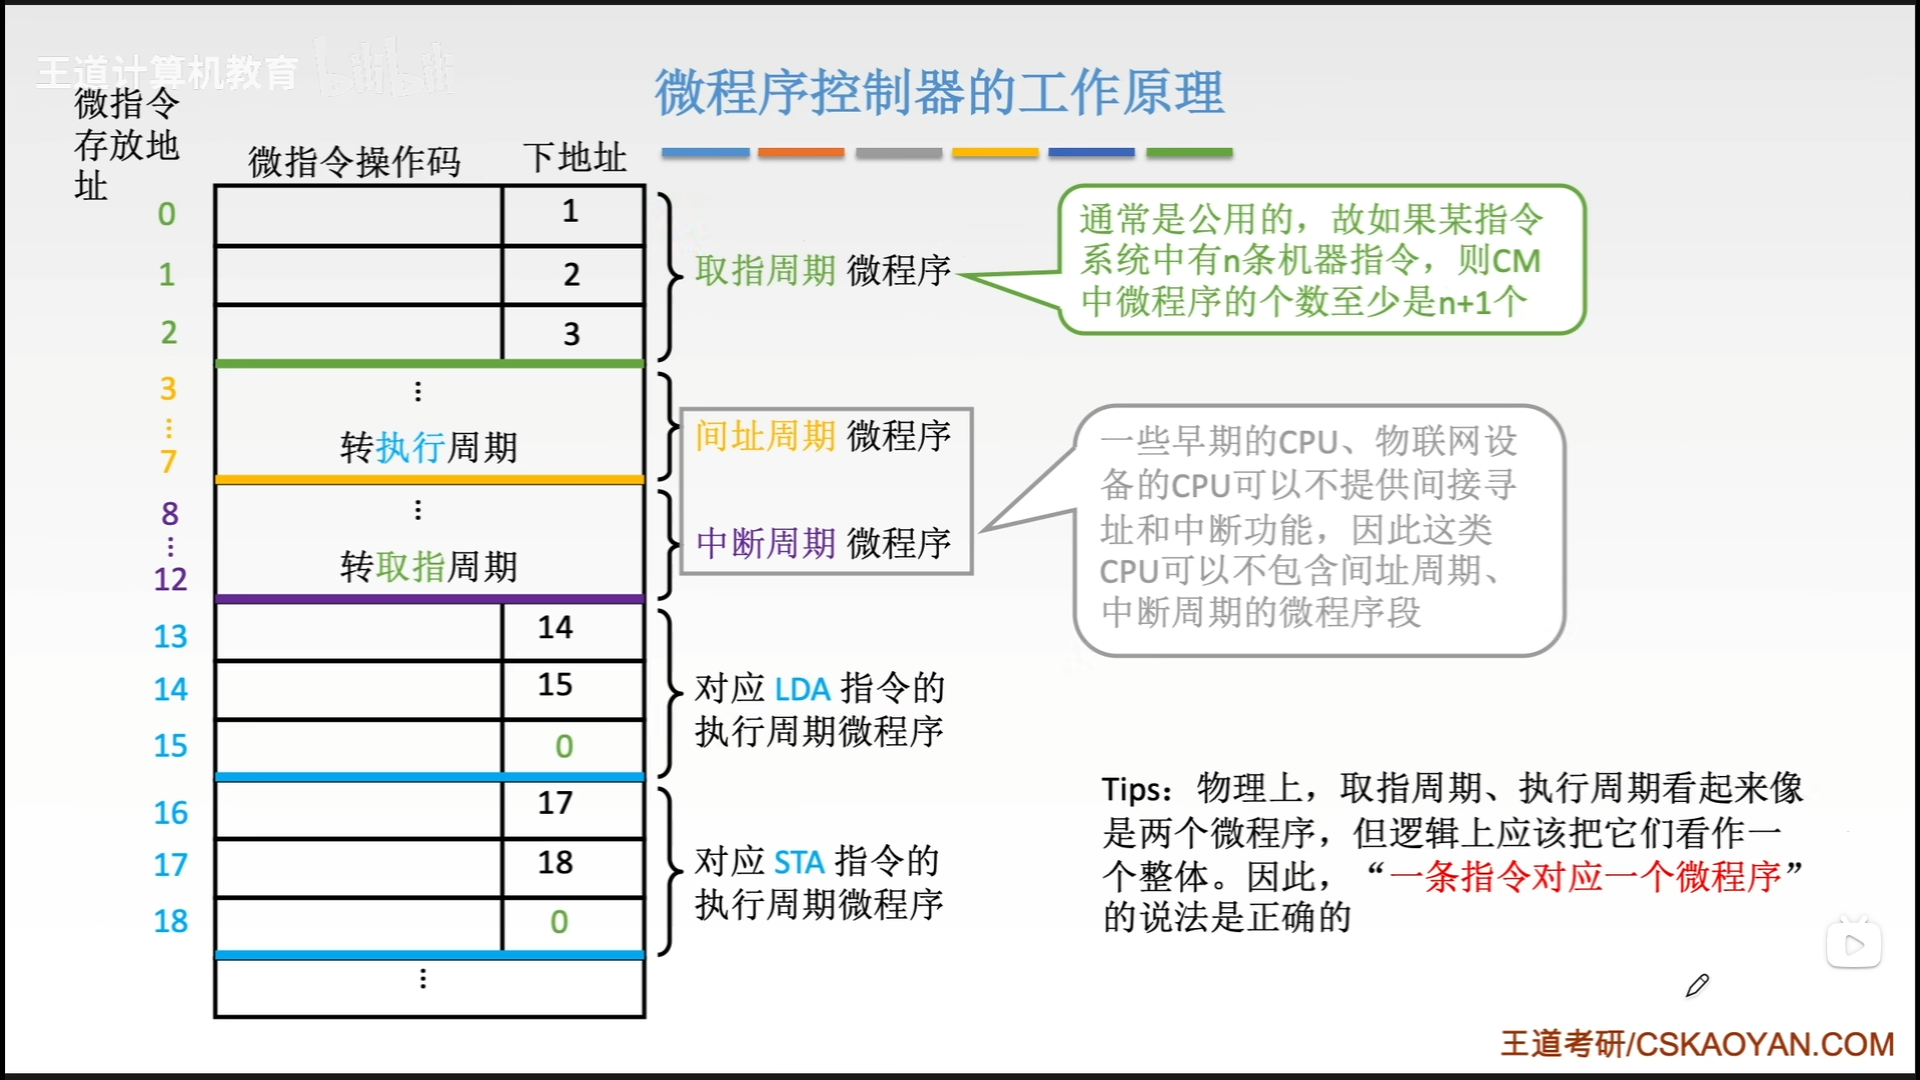 王道计算机教育 bilibili
微程序控制器的工作原理
微指令
存放地
址
微指令操作码 下地址
0 1
1 2
2 3
取指周期 微程序
通常是公用的，故如果某指令
系统中有n条机器指令，则CM
中微程序的个数至少是n+1个
3
⋮
7
⋮
转执行周期
间址周期 微程序
8
⋮
12
⋮
转取指周期
中断周期 微程序
一些早期的CPU、物联网设
备的CPU可以不提供间接寻
址和中断功能，因此这类
CPU可以不包含间址周期、
中断周期的微程序段
13 14
14 15
15 0
对应 LDA 指令的
执行周期微程序
16 17
17 18
18 0
对应 STA 指令的
执行周期微程序
⋮
Tips：物理上，取指周期、执行周期看起来像
是两个微程序，但逻辑上应该把它们看作一
个整体。因此，“一条指令对应一个微程序”
的说法是正确的
王道考研/CSKAOYAN.COM